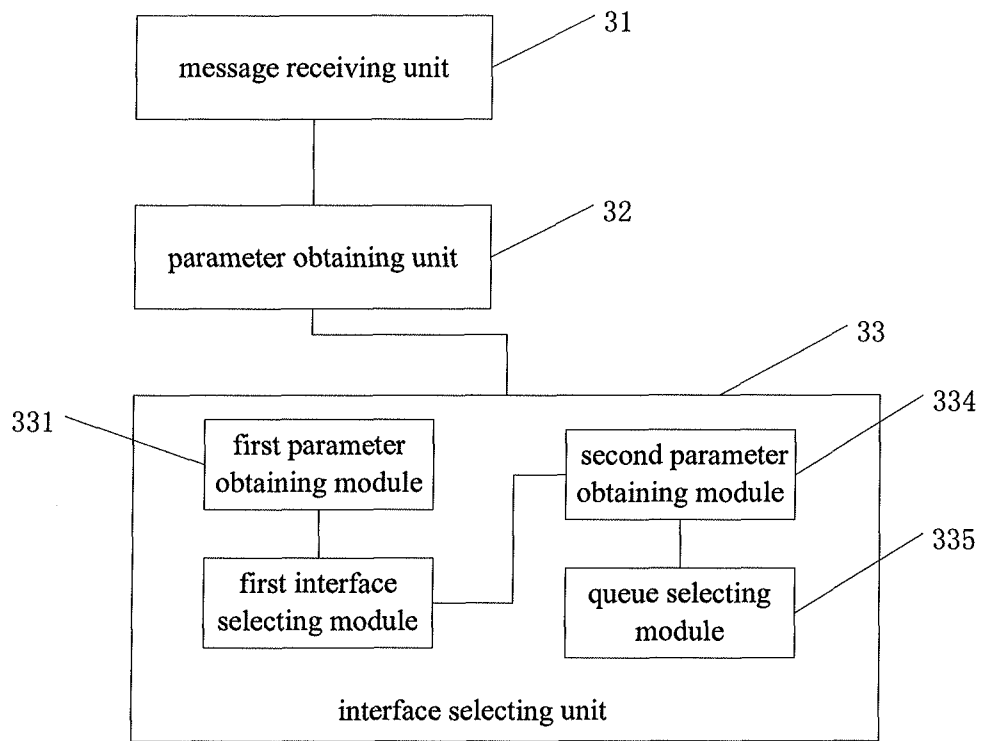 31
message receiving unit
32
parameter obtaining unit
33
331
334
first parameter
obtaining module
second parameter
obtaining module
335
first interface
selecting module
queue selecting
module
interface selecting unit